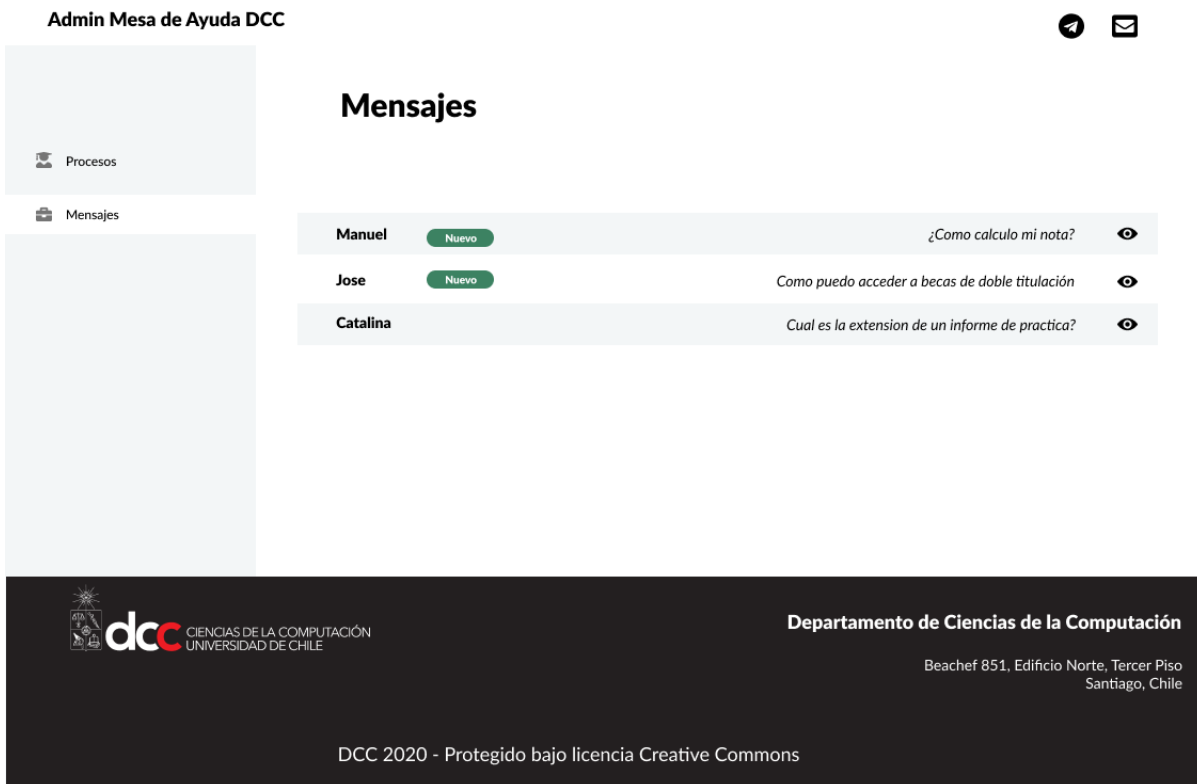 Admin Mesa de Ayuda DCC
Mensajes
Procesos
Mensajes
Manuel Nuevo ¿Como calculo mi nota?
Jose Nuevo Como puedo acceder a becas de doble titulación
Catalina Cual es la extension de un informe de practica?
dcc CIENCIAS DE LA COMPUTACIÓN
UNIVERSIDAD DE CHILE
Departamento de Ciencias de la Computación
Beachef 851, Edificio Norte, Tercer Piso
Santiago, Chile
DCC 2020 - Protegido bajo licencia Creative Commons